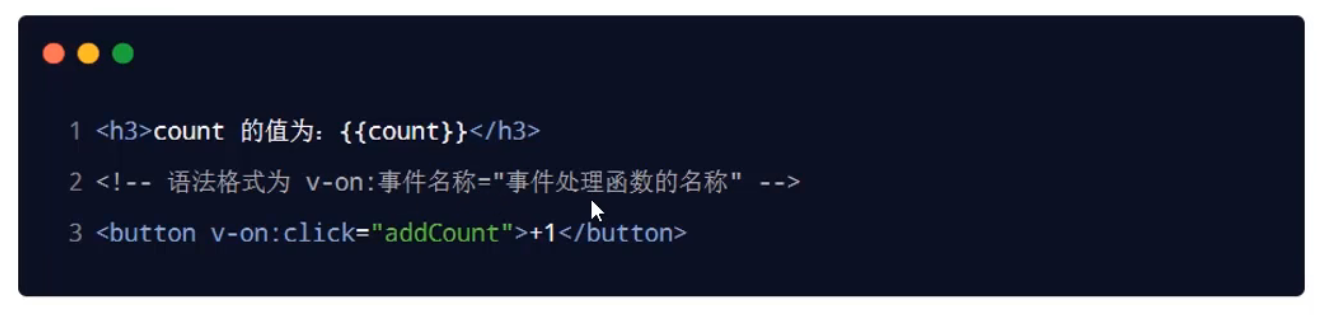 1 <h3>count 的值为：{{count}}</h3>
2 <!-- 语法格式为 v-on:事件名称="事件处理函数的名称" -->
3 <button v-on:click="addCount">+1</button>